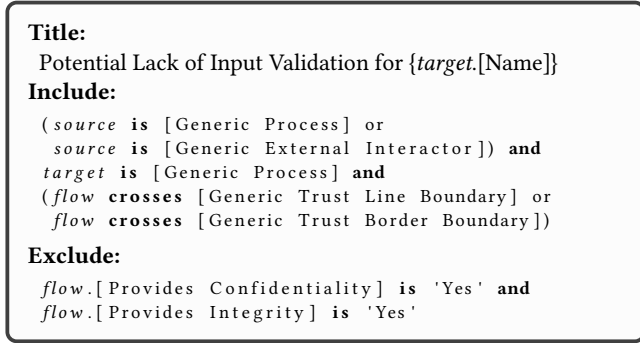 Title:
Potential Lack of Input Validation for {target.[Name]}
Include:
(source is [Generic Process] or
source is [Generic External Interactor]) and
target is [Generic Process] and
(flow crosses [Generic Trust Line Boundary] or
flow crosses [Generic Trust Border Boundary])
Exclude:
flow.[Provides Confidentiality] is 'Yes' and
flow.[Provides Integrity] is 'Yes'